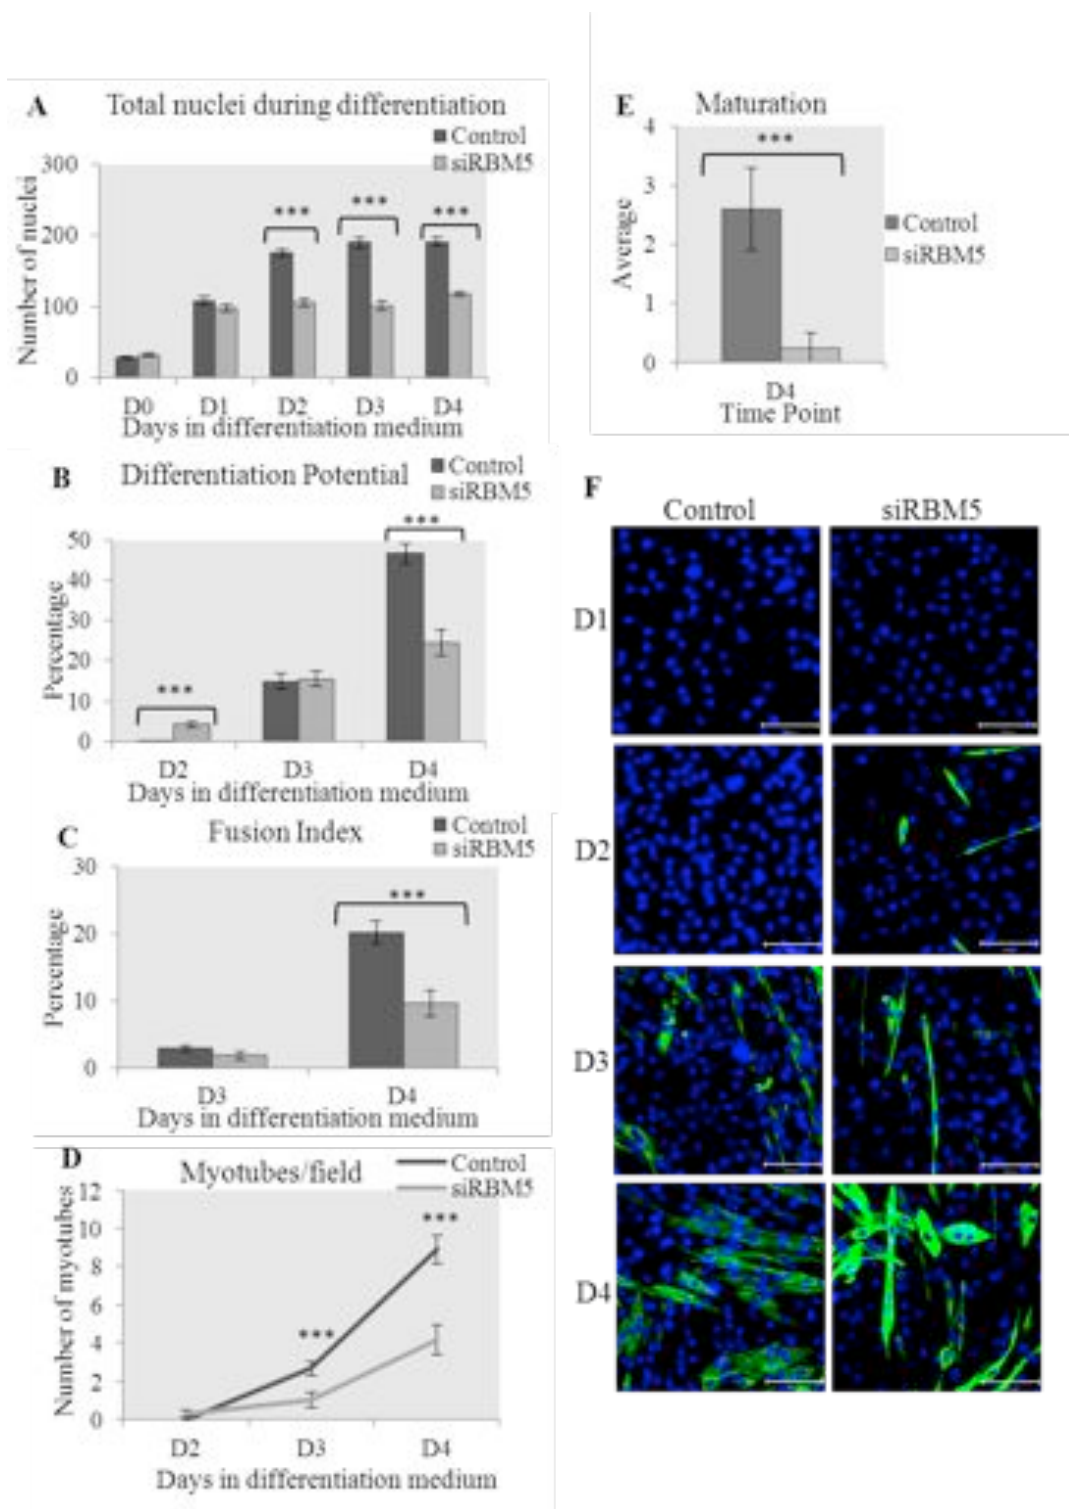 A Total nuclei during differentiation
Control
siRBM5
Number of nuclei
300
200
100
0
***
***
***
D0 D1 D2 D3 D4
Days in differentiation medium
B Differentiation Potential
Control
siRBM5
Percentage
50
40
30
20
10
0
***
***
D2 D3 D4
Days in differentiation medium
C Fusion Index
Control
siRBM5
Percentage
30
20
10
0
***
D3 D4
Days in differentiation medium
D Myotubes/field
Control
siRBM5
Number of myotubes
12
10
8
6
4
2
0
***
***
D2 D3 D4
Days in differentiation medium
E Maturation
Average
4
3
2
1
0
***
Control
siRBM5
D4
Time Point
F
Control siRBM5
D1
D2
D3
D4